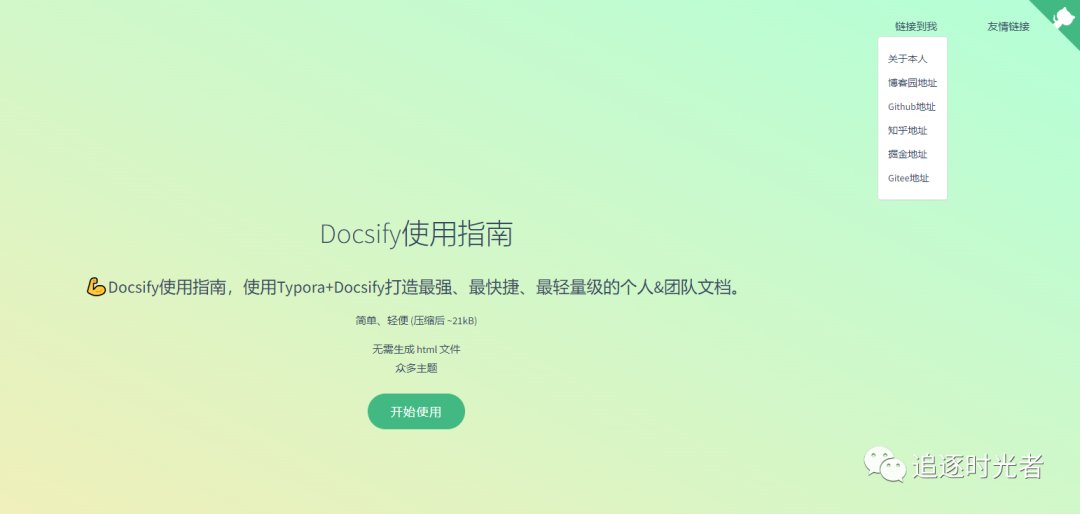 链接到我
友情链接
关于本人
博客园地址
Github地址
知乎地址
掘金地址
Gitee地址
Docsify使用指南
💪Docsify使用指南，使用Typora+Docsify打造最强、最快捷、最轻量级的个人&团队文档。
简单、轻便 (压缩后 ~21kB)
无需生成 html 文件
众多主题
开始使用
追逐时光者